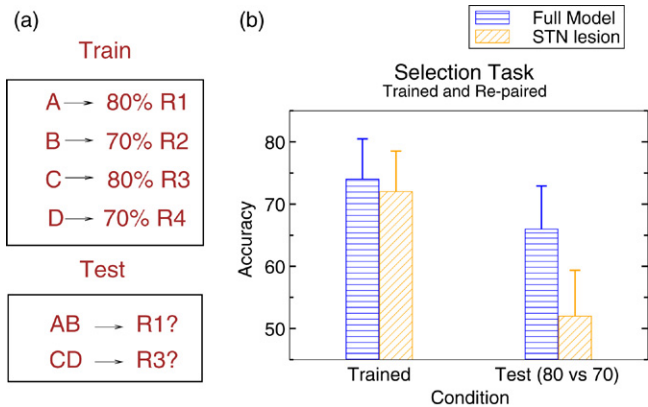 (a)
Train
A → 80% R1
B → 70% R2
C → 80% R3
D → 70% R4
Test
AB → R1?
CD → R3?
(b)
Full Model
STN lesion
Selection Task
Trained and Re-paired
Accuracy
80
70
60
50
Trained
Test (80 vs 70)
Condition